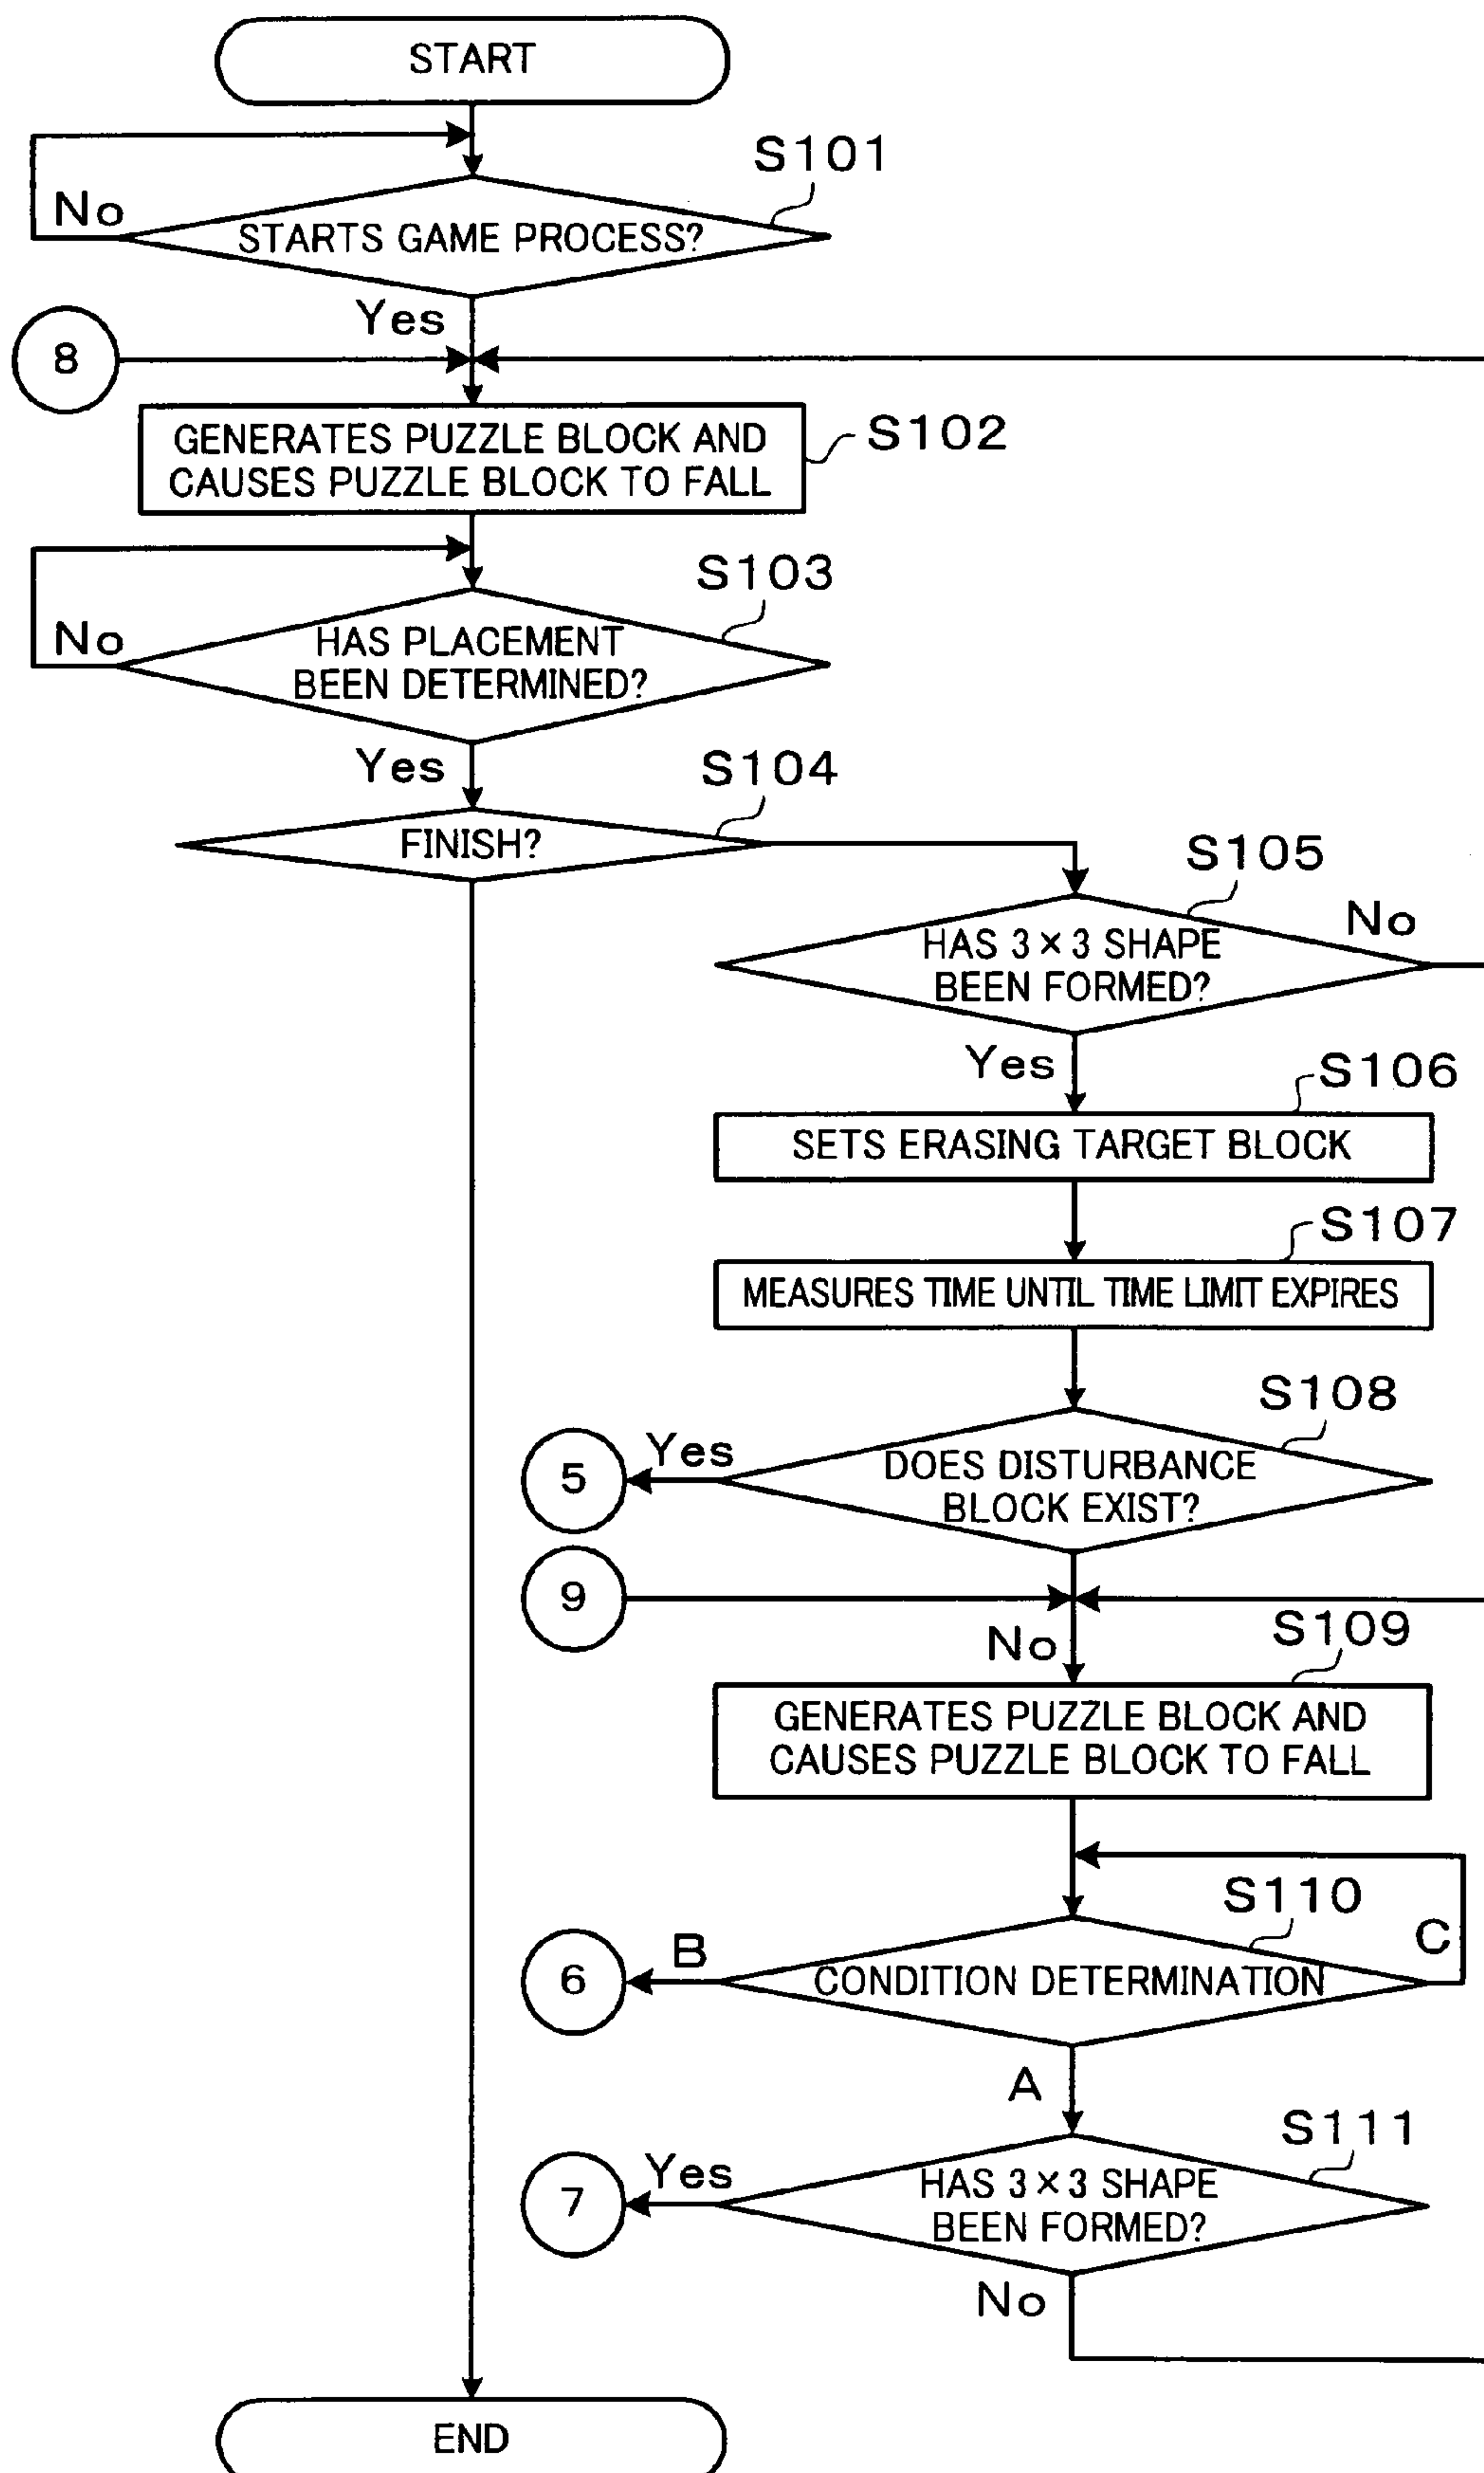 START
S101
No
STARTS GAME PROCESS?
Yes
8
S102
GENERATES PUZZLE BLOCK AND
CAUSES PUZZLE BLOCK TO FALL
S103
No
HAS PLACEMENT
BEEN DETERMINED?
Yes
S104
FINISH?
S105
No
HAS 3 × 3 SHAPE
BEEN FORMED?
Yes
S106
SETS ERASING TARGET BLOCK
S107
MEASURES TIME UNTIL TIME LIMIT EXPIRES
S108
5
Yes
DOES DISTURBANCE
BLOCK EXIST?
9
No
S109
GENERATES PUZZLE BLOCK AND
CAUSES PUZZLE BLOCK TO FALL
S110
C
6
B
CONDITION DETERMINATION
A
S111
7
Yes
HAS 3 × 3 SHAPE
BEEN FORMED?
No
END